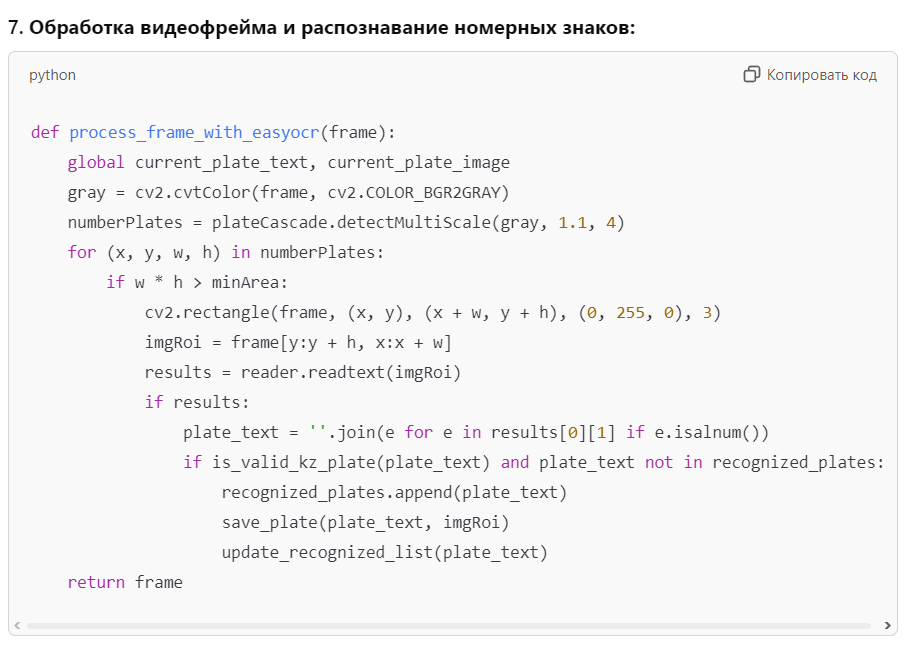 7. Обработка видеофрейма и распознавание номерных знаков:
python
Копировать код
def process_frame_with_easyocr(frame):
    global current_plate_text, current_plate_image
    gray = cv2.cvtColor(frame, cv2.COLOR_BGR2GRAY)
    numberPlates = plateCascade.detectMultiScale(gray, 1.1, 4)
    for (x, y, w, h) in numberPlates:
        if w * h > minArea:
            cv2.rectangle(frame, (x, y), (x + w, y + h), (0, 255, 0), 3)
            imgRoi = frame[y:y + h, x:x + w]
            results = reader.readtext(imgRoi)
            if results:
                plate_text = ''.join(e for e in results[0][1] if e.isalnum())
                if is_valid_kz_plate(plate_text) and plate_text not in recognized_plates:
                    recognized_plates.append(plate_text)
                    save_plate(plate_text, imgRoi)
                    update_recognized_list(plate_text)
    return frame